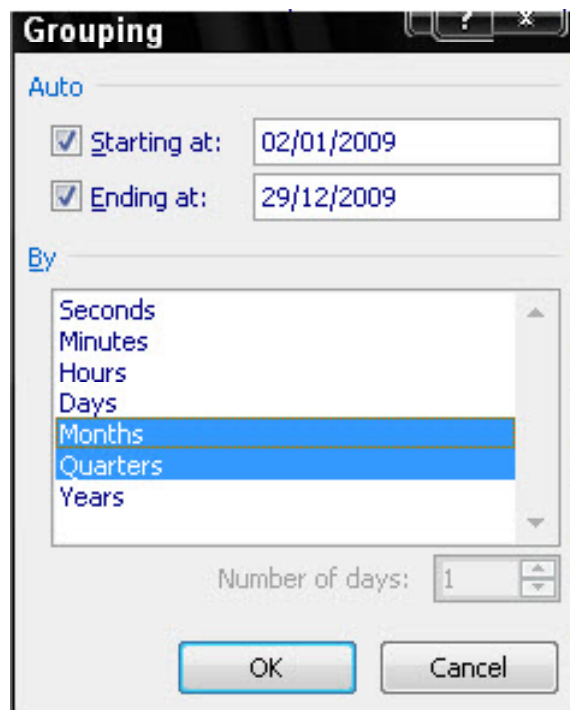 Grouping ? x
Auto
Starting at: 02/01/2009
Ending at: 29/12/2009
By
Seconds
Minutes
Hours
Days
Months
Quarters
Years
Number of days: 1
OK Cancel